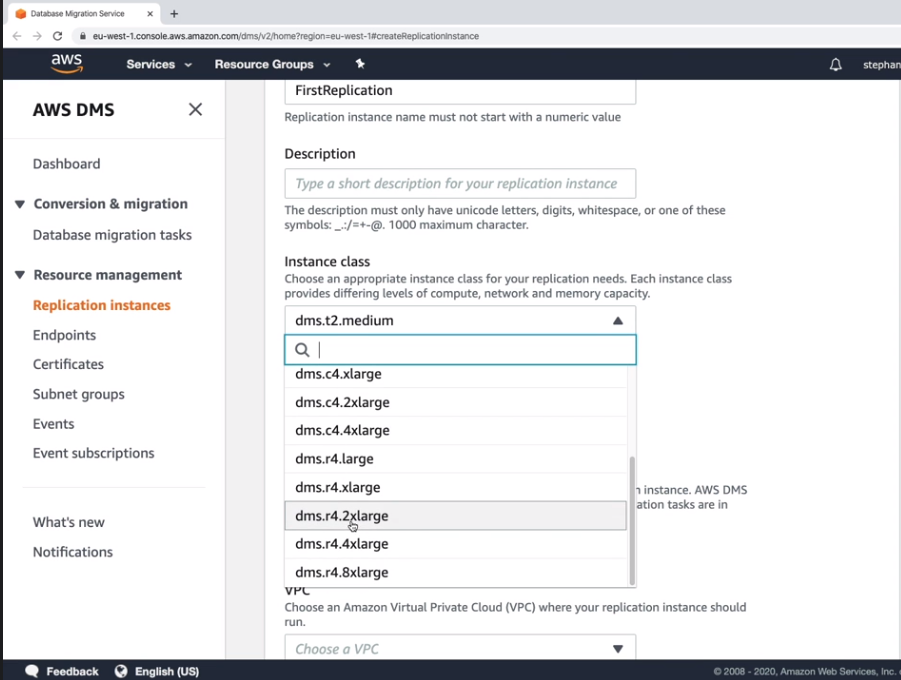 Database Migration Service
eu-west-1.console.aws.amazon.com/dms/v2/home?region=eu-west-1#createReplicationInstance
aws
Services
Resource Groups
stephan
AWS DMS
Dashboard
Conversion & migration
Database migration tasks
Resource management
Replication instances
Endpoints
Certificates
Subnet groups
Events
Event subscriptions
What's new
Notifications
FirstReplication
Replication instance name must not start with a numeric value
Description
Type a short description for your replication instance
The description must only have unicode letters, digits, whitespace, or one of these
symbols: _.:/=+-@. 1000 maximum character.
Instance class
Choose an appropriate instance class for your replication needs. Each instance class
provides differing levels of compute, network and memory capacity.
dms.t2.medium
dms.c4.xlarge
dms.c4.2xlarge
dms.c4.4xlarge
dms.r4.large
dms.r4.xlarge
dms.r4.2xlarge
dms.r4.4xlarge
dms.r4.8xlarge
instance. AWS DMS
ation tasks are in
VPC
Choose an Amazon Virtual Private Cloud (VPC) where your replication instance should
run.
Choose a VPC
Feedback
English (US)
© 2008 - 2020, Amazon Web Services, Inc.